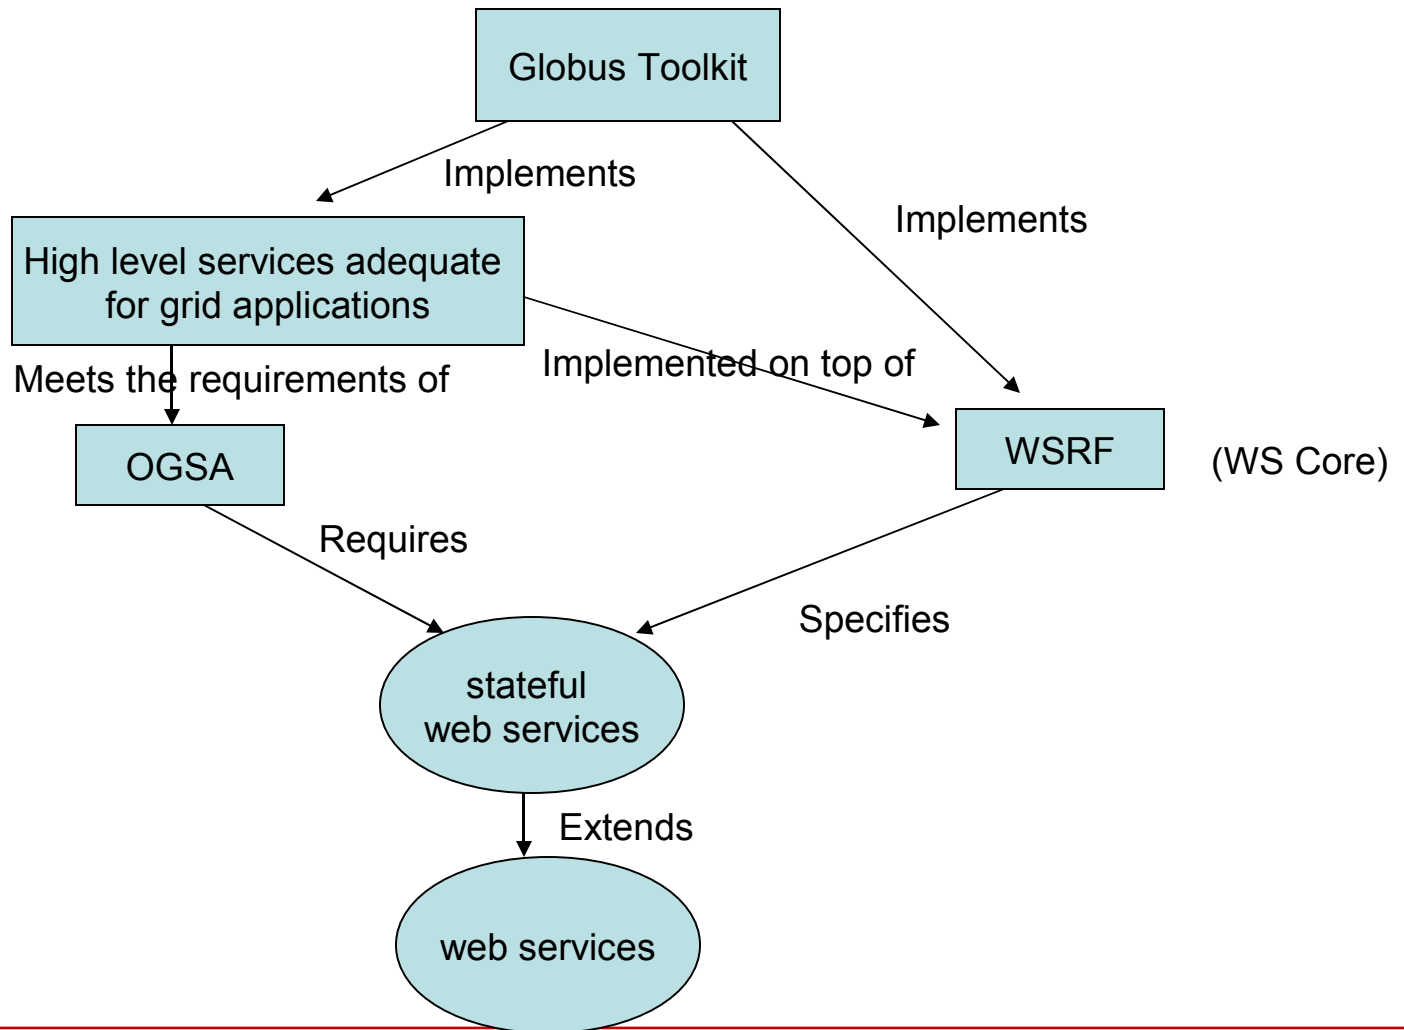 Globus Toolkit
Implements
Implements
High level services adequate
for grid applications
Implemented on top of
Meets the requirements of
WSRF
(WS Core)
OGSA
Requires
Specifies
stateful
web services
Extends
web services